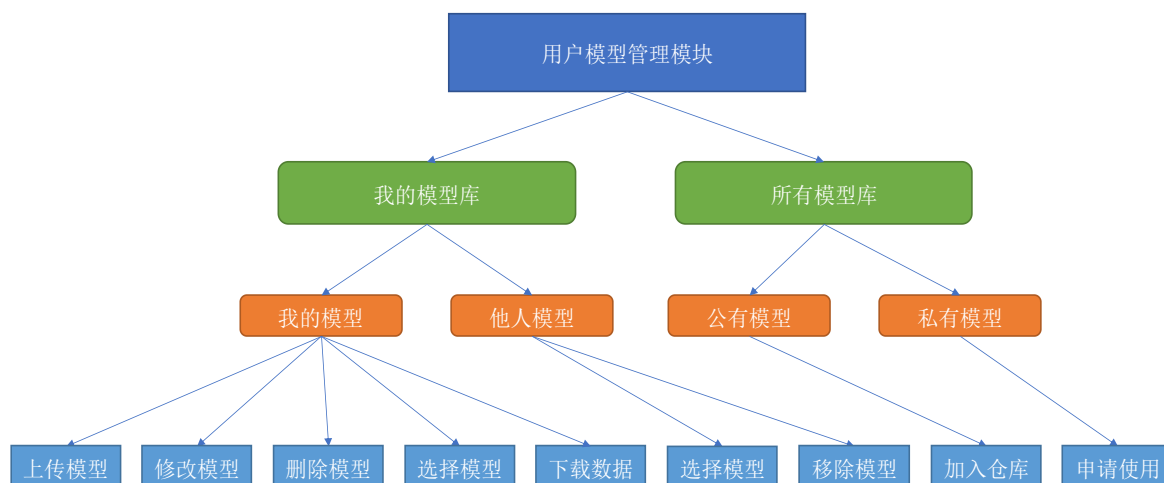 用户模型管理模块
我的模型库
所有模型库
我的模型
他人模型
公有模型
私有模型
上传模型
修改模型
删除模型
选择模型
下载数据
选择模型
移除模型
加入仓库
申请使用